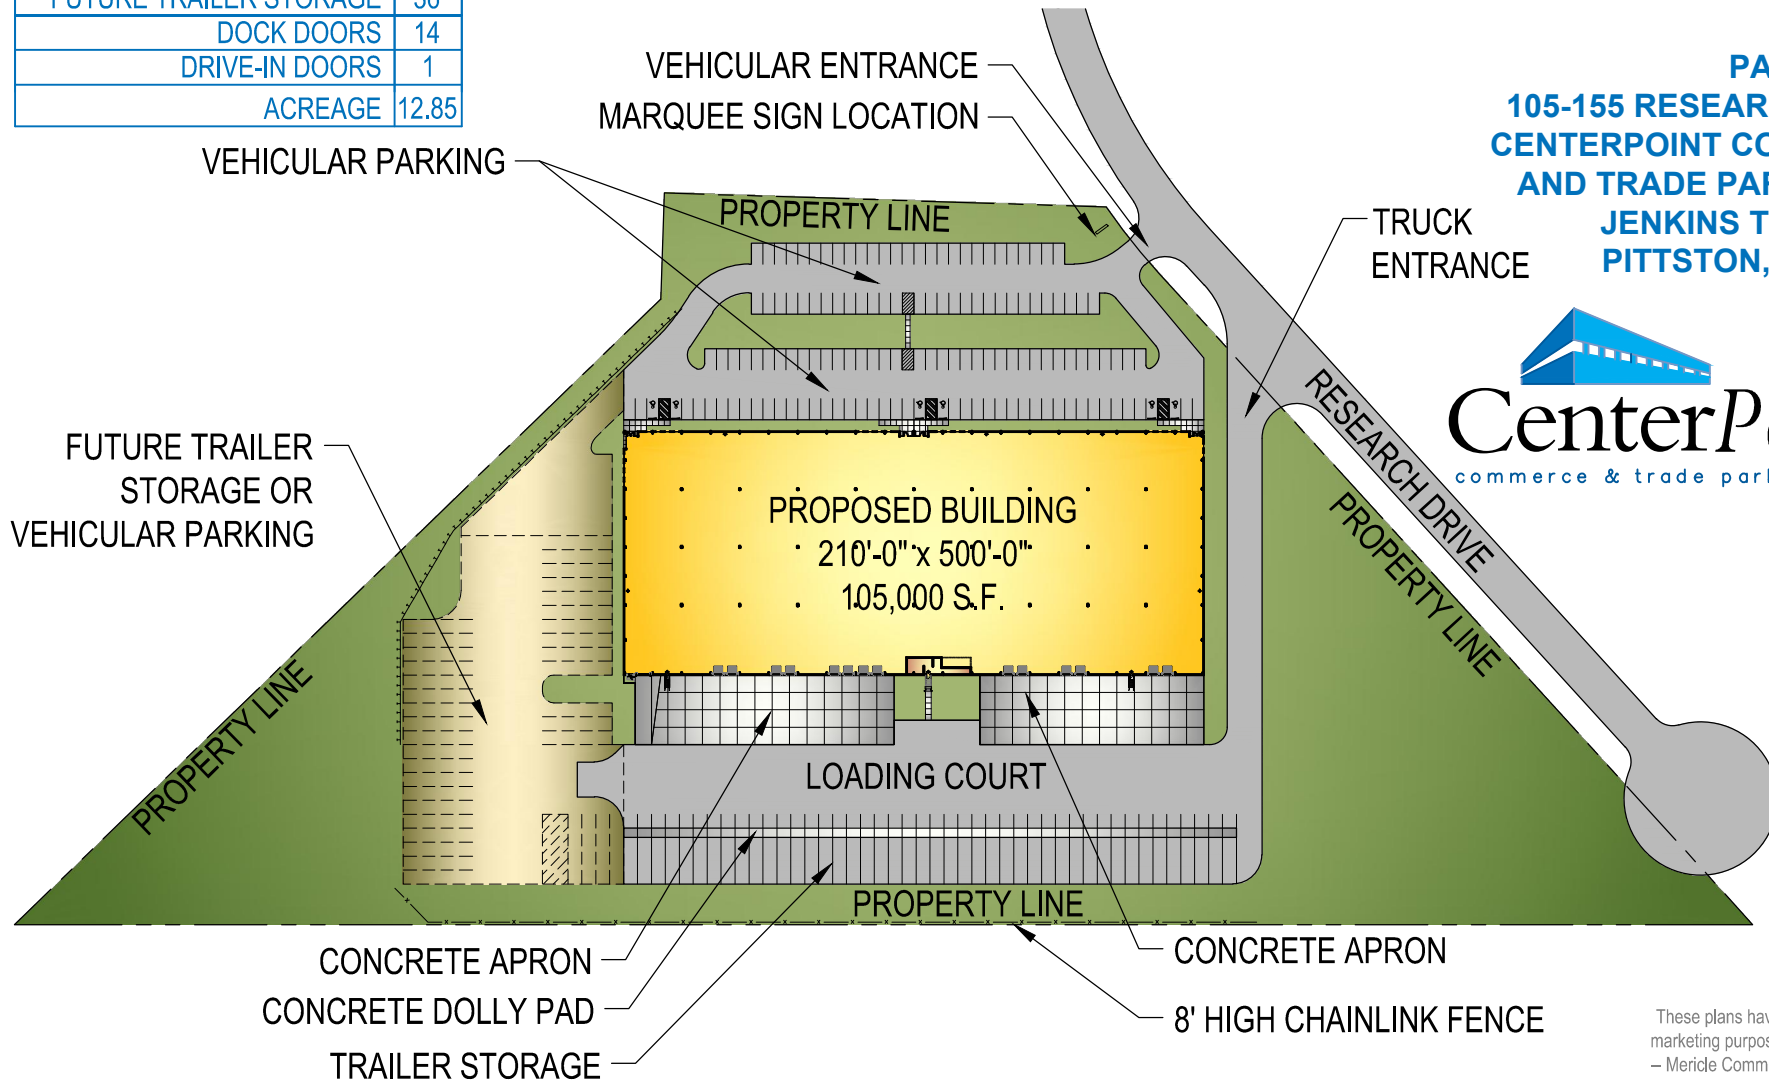 FUTURE TRAILER STORAGE
DOCK DOORS 14
DRIVE-IN DOORS 1
ACREAGE 12.85
VEHICULAR ENTRANCE
MARQUEE SIGN LOCATION
VEHICULAR PARKING
105-155 RESEAR
CENTERPOINT CO
AND TRADE PAR
JENKINS T
PITTSTON,
PROPERTY LINE
TRUCK
ENTRANCE
CenterP
commerce & trade park
RESEARCH DRIVE
PROPERTY LINE
FUTURE TRAILER
STORAGE OR
VEHICULAR PARKING
PROPOSED BUILDING
210'-0" x 500'-0"
105,000 S.F.
PROPERTY LINE
LOADING COURT
PROPERTY LINE
CONCRETE APRON
CONCRETE DOLLY PAD
TRAILER STORAGE
CONCRETE APRON
8' HIGH CHAINLINK FENCE
These plans hav
marketing purpos
– Mericle Comm